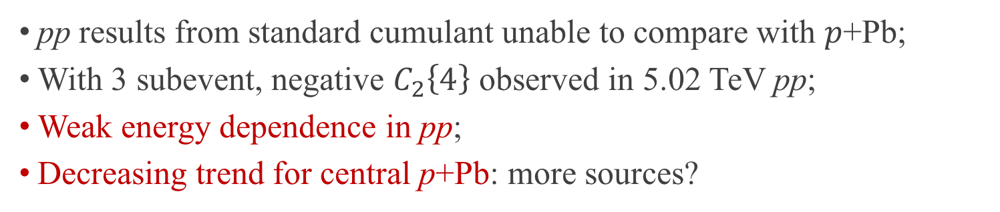 • pp results from standard cumulant unable to compare with p+Pb;
• With 3 subevent, negative C₂{4} observed in 5.02 TeV pp;
• Weak energy dependence in pp;
• Decreasing trend for central p+Pb: more sources?